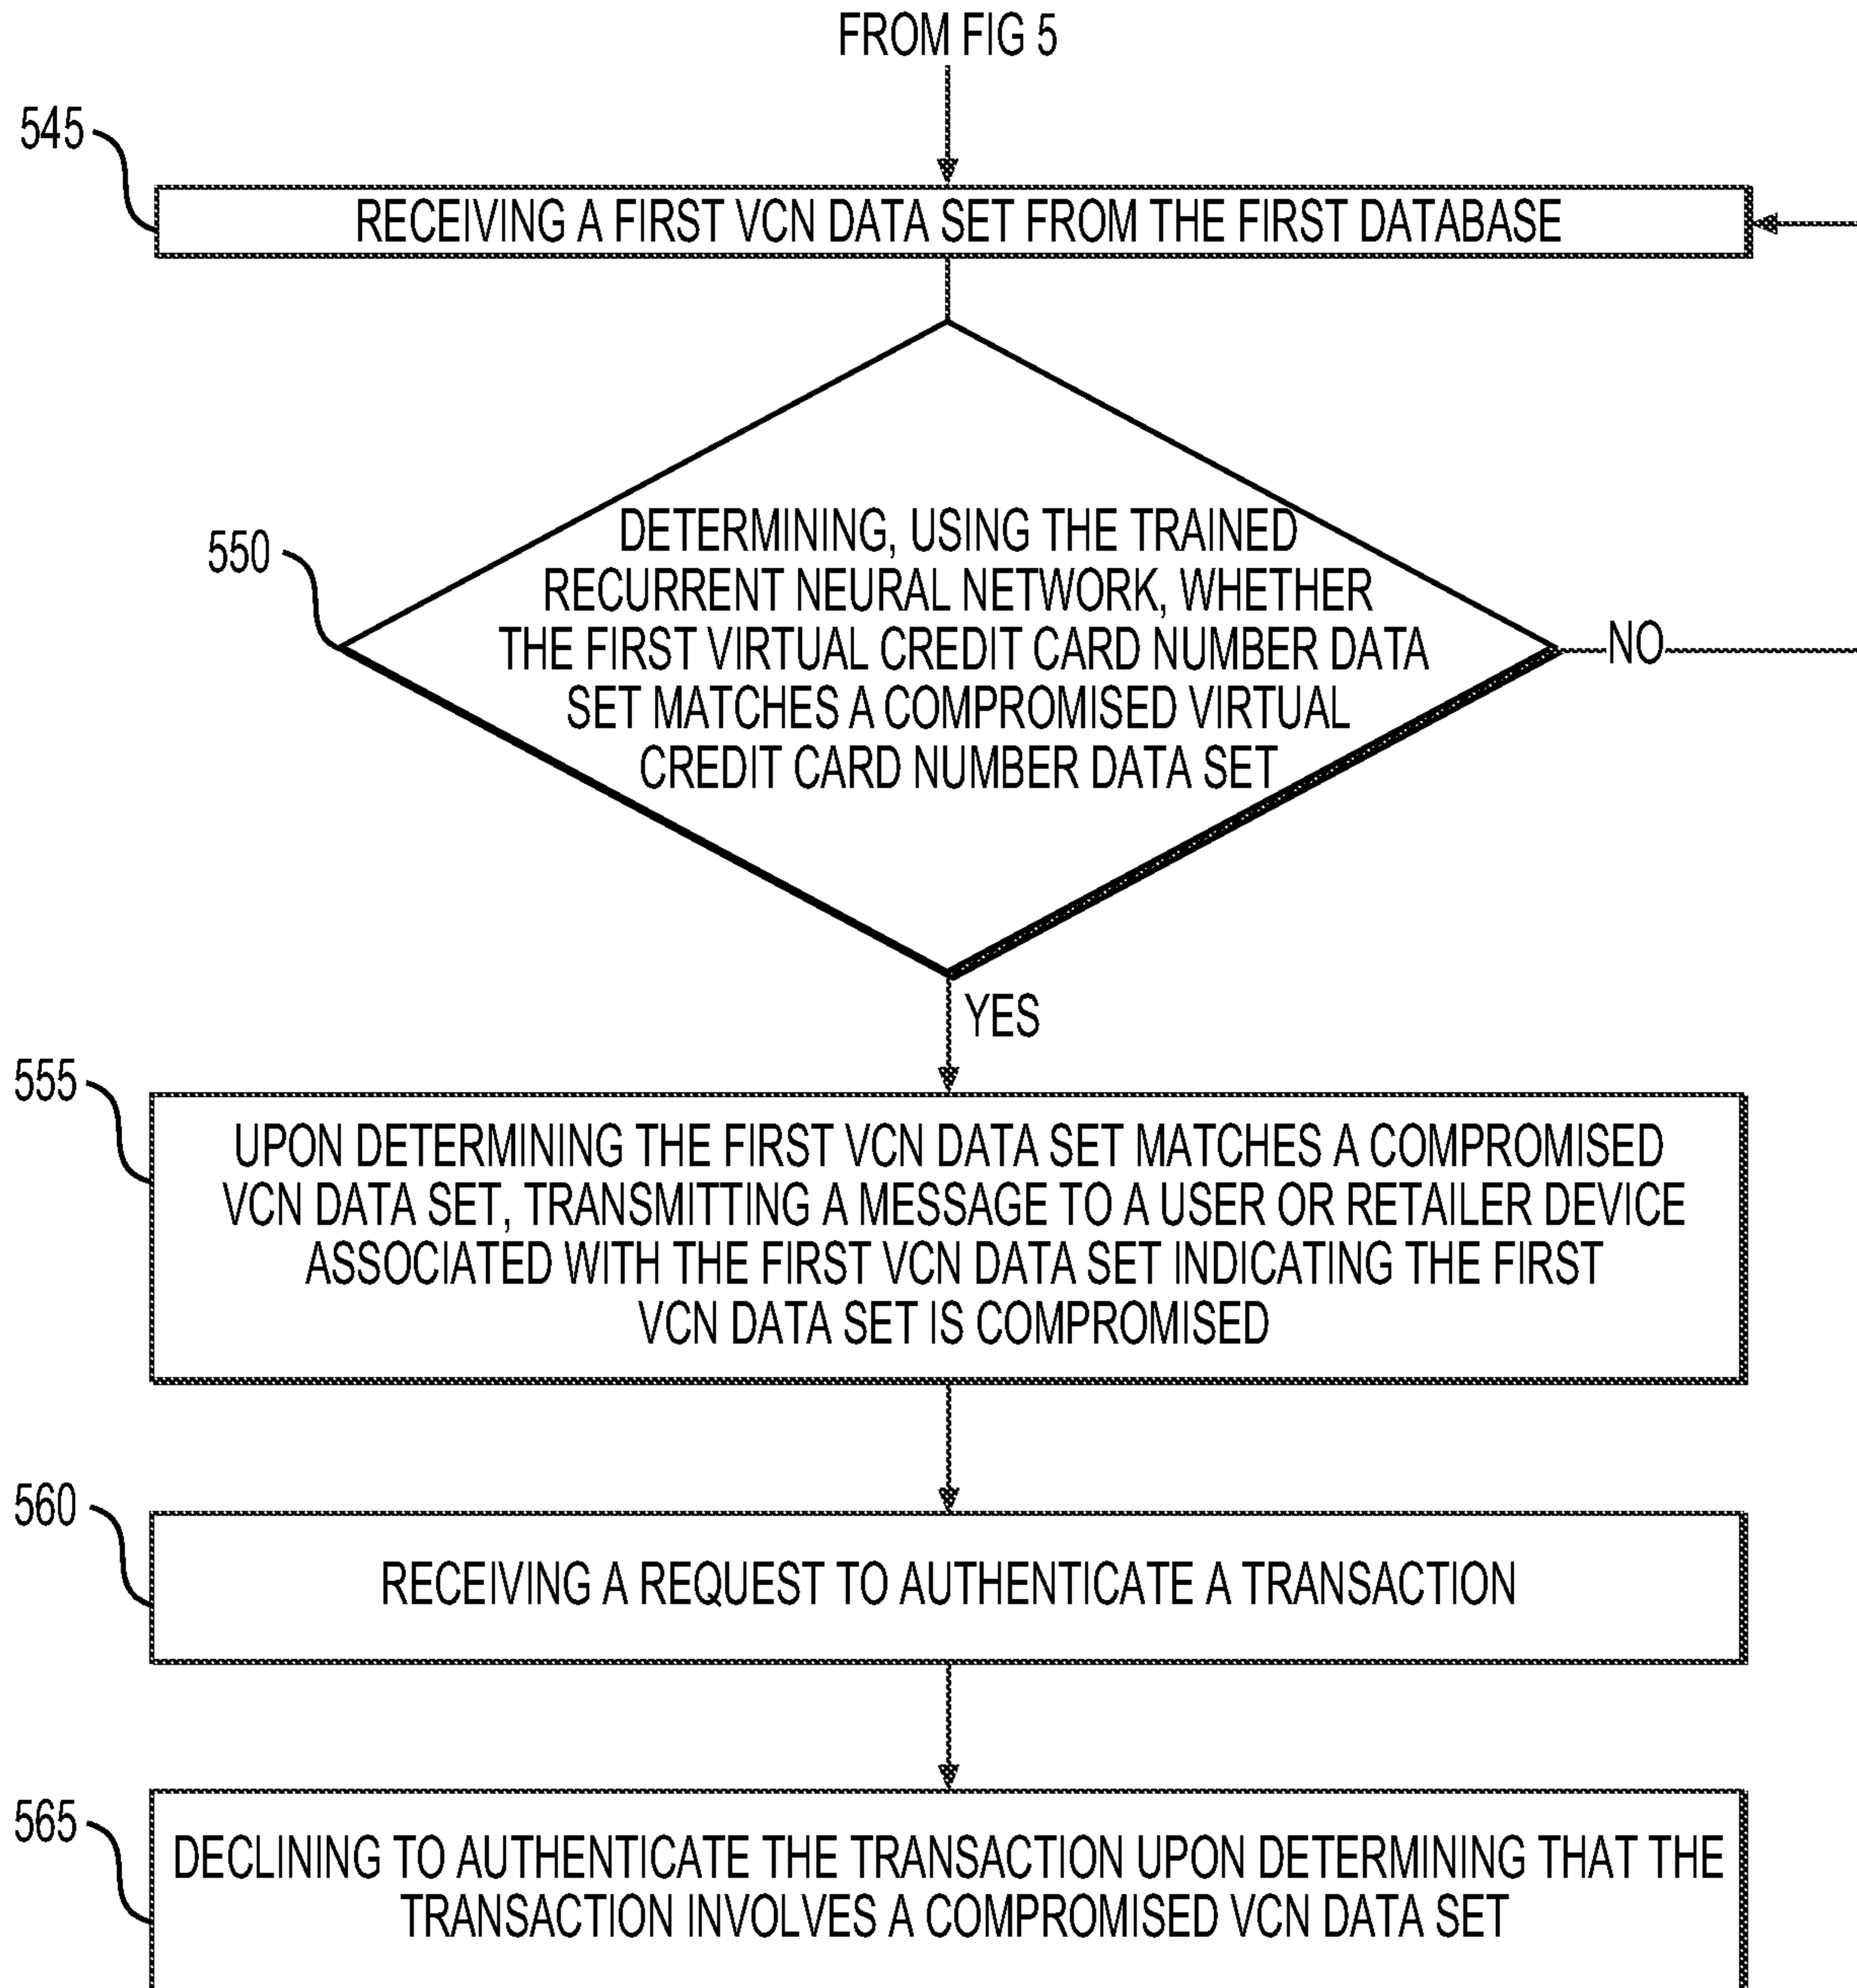 FROM FIG 5
545
RECEIVING A FIRST VCN DATA SET FROM THE FIRST DATABASE
550
DETERMINING, USING THE TRAINED
RECURRENT NEURAL NETWORK, WHETHER
THE FIRST VIRTUAL CREDIT CARD NUMBER DATA
SET MATCHES A COMPROMISED VIRTUAL
CREDIT CARD NUMBER DATA SET
NO
YES
555
UPON DETERMINING THE FIRST VCN DATA SET MATCHES A COMPROMISED
VCN DATA SET, TRANSMITTING A MESSAGE TO A USER OR RETAILER DEVICE
ASSOCIATED WITH THE FIRST VCN DATA SET INDICATING THE FIRST
VCN DATA SET IS COMPROMISED
560
RECEIVING A REQUEST TO AUTHENTICATE A TRANSACTION
565
DECLINING TO AUTHENTICATE THE TRANSACTION UPON DETERMINING THAT THE
TRANSACTION INVOLVES A COMPROMISED VCN DATA SET